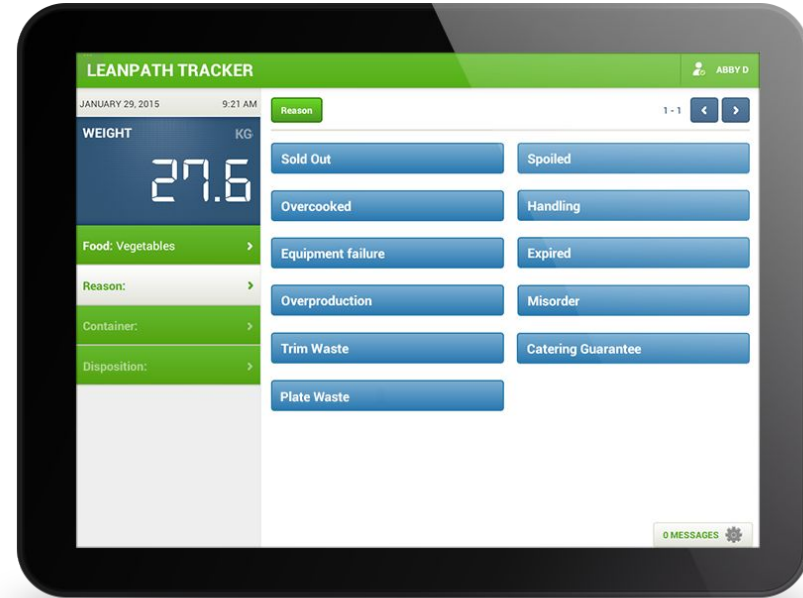 LEANPATH TRACKER
ABBY D
JANUARY 29, 2015 9:21 AM
WEIGHT KG
27.6
Food: Vegetables
Reason:
Container:
Disposition:
Reason
1 - 1
Sold Out
Spoiled
Overcooked
Handling
Equipment failure
Expired
Overproduction
Misorder
Trim Waste
Catering Guarantee
Plate Waste
0 MESSAGES